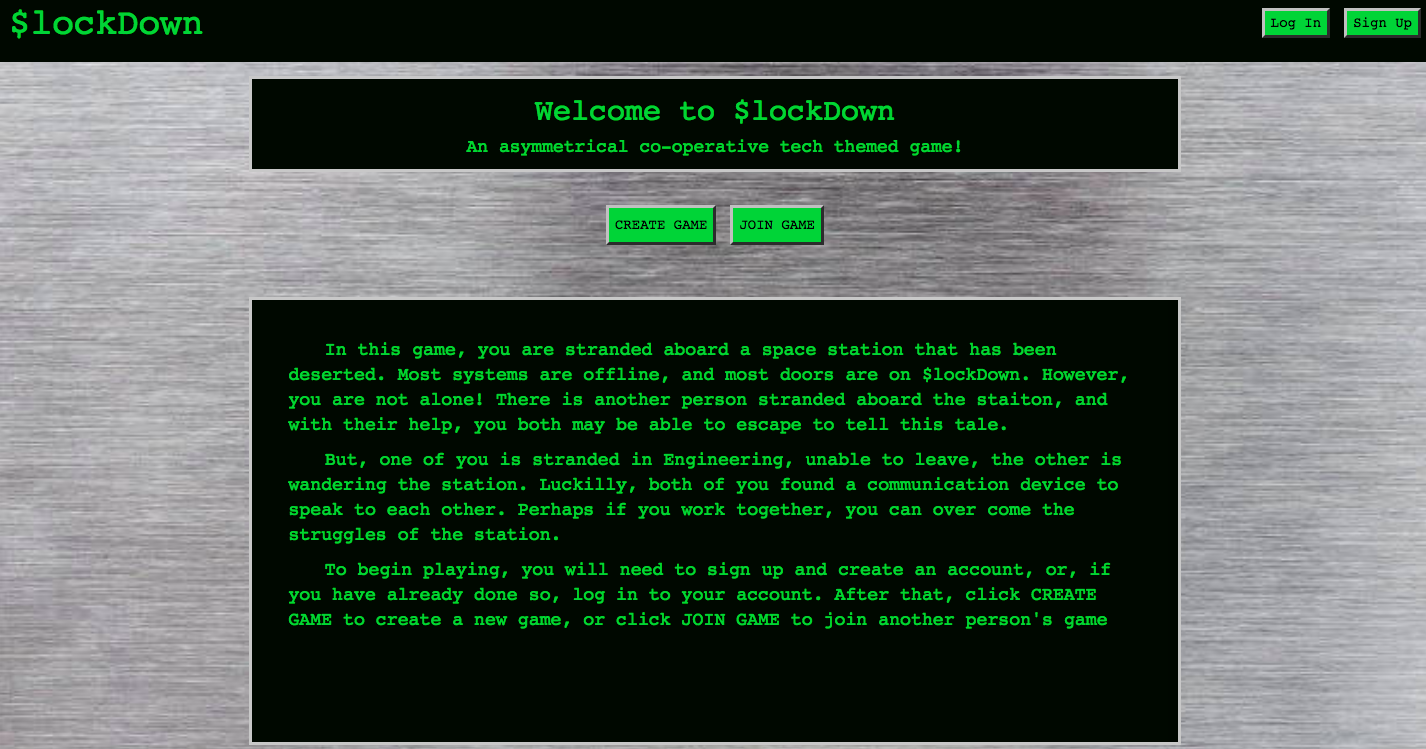 $lockDown
Log In
Sign Up
Welcome to $lockDown
An asymmetrical co-operative tech themed game!
CREATE GAME
JOIN GAME
In this game, you are stranded aboard a space station that has been
deserted. Most systems are offline, and most doors are on $lockDown. However,
you are not alone! There is another person stranded aboard the staiton, and
with their help, you both may be able to escape to tell this tale.
But, one of you is stranded in Engineering, unable to leave, the other is
wandering the station. Luckilly, both of you found a communication device to
speak to each other. Perhaps if you work together, you can over come the
struggles of the station.
To begin playing, you will need to sign up and create an account, or, if
you have already done so, log in to your account. After that, click CREATE
GAME to create a new game, or click JOIN GAME to join another person's game